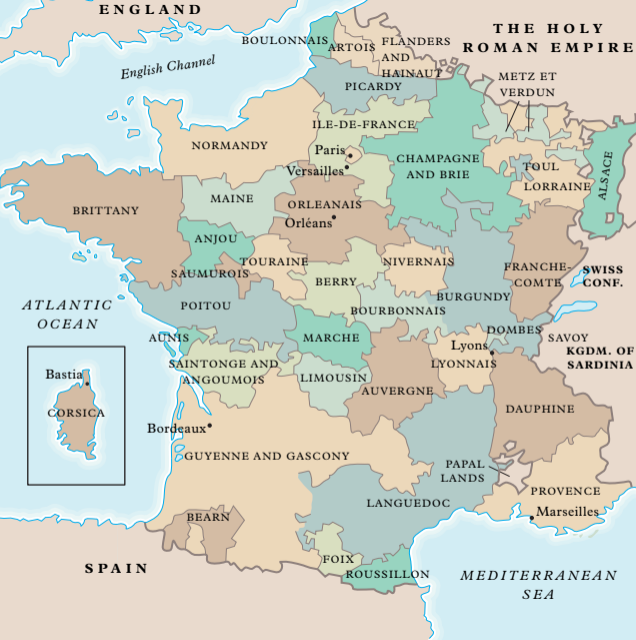 ENGLAND
THE HOLY
ROMAN EMPIRE
English Channel
BOULONNAIS
ARTOIS
FLANDERS
AND
HAINAUT
PICARDY
METZ ET
VERDUN
ILE-DE-FRANCE
NORMANDY
Paris
Versailles
CHAMPAGNE
AND BRIE
TOUL
LORRAINE
ALSACE
BRITTANY
MAINE
ORLEANAIS
Orléans
ANJOU
SAUMUROIS
TOURAINE
NIVERNAIS
FRANCHE-
COMTE
SWISS
CONF.
BERRY
BURGUNDY
POITOU
BOURBONNAIS
ATLANTIC
OCEAN
AUNIS
MARCHE
DOMBES
SAVOY
Lyons
LYONNAIS
KGDM. OF
SARDINIA
SAINTONGE AND
ANGOUMOIS
LIMOUSIN
AUVERGNE
Bastia
CORSICA
DAUPHINE
Bordeaux
GUYENNE AND GASCONY
PAPAL
LANDS
PROVENCE
Marseilles
LANGUEDOC
BEARN
FOIX
ROUSSILLON
SPAIN
MEDITERRANEAN
SEA